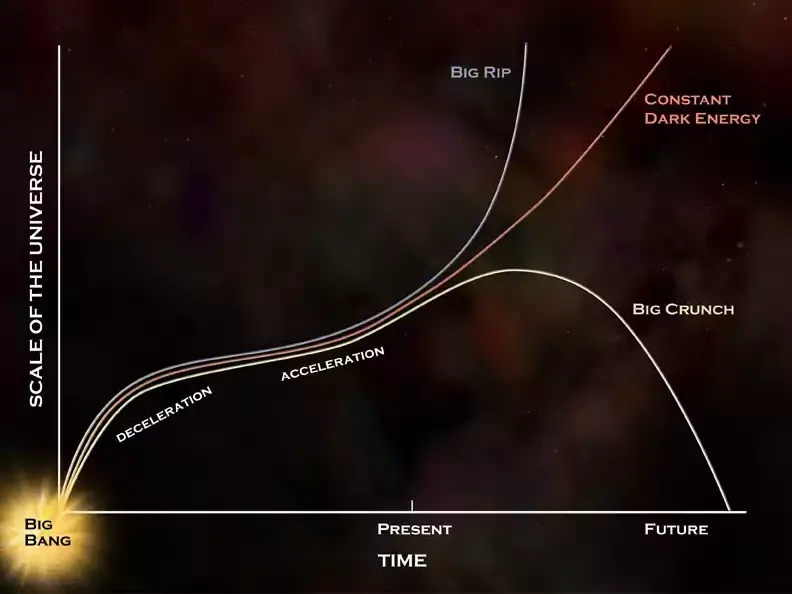 BIG RIP
CONSTANT
DARK ENERGY
SCALE OF THE UNIVERSE
BIG CRUNCH
ACCELERATION
DECELERATION
BIG
BANG
PRESENT
FUTURE
TIME